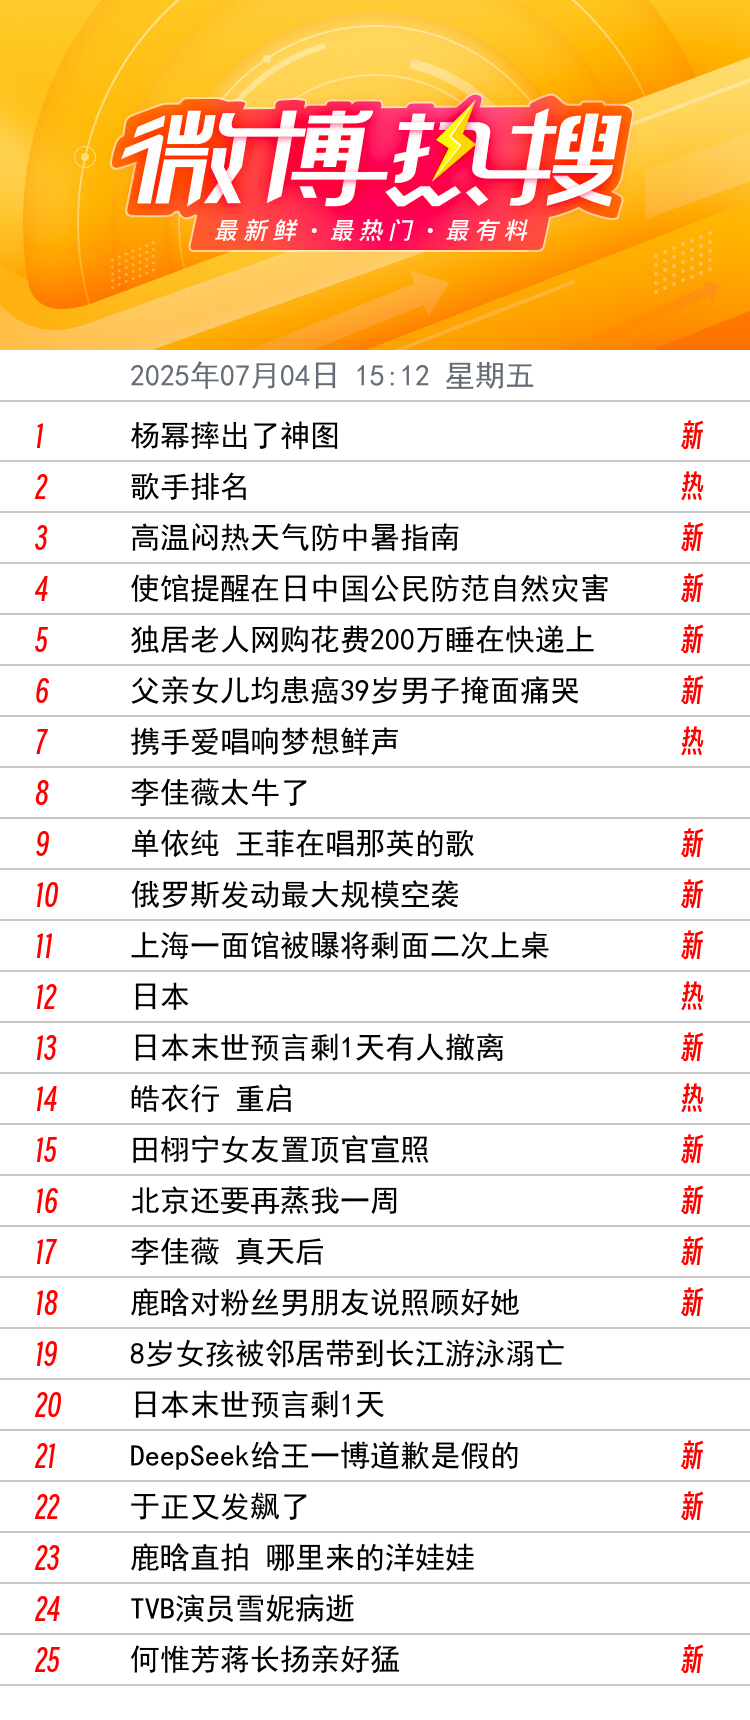 微博热搜
最新鲜·最热门·最有料
2025年07月04日 15:12 星期五
1 杨幂摔出了神图 新
2 歌手排名 热
3 高温闷热天气防中暑指南 新
4 使馆提醒在日中国公民防范自然灾害 新
5 独居老人网购花费200万睡在快递上 新
6 父亲女儿均患癌39岁男子掩面痛哭 新
7 携手爱唱响梦想鲜声 热
8 李佳薇太牛了
9 单依纯 王菲在唱那英的歌 新
10 俄罗斯发动最大规模空袭 新
11 上海一面馆被曝将剩面二次上桌 新
12 日本 热
13 日本末世预言剩1天有人撤离 新
14 皓衣行 重启 热
15 田栩宁女友置顶官宣照 新
16 北京还要再蒸我一周 新
17 李佳薇 真天后 新
18 鹿晗对粉丝男朋友说照顾好她 新
19 8岁女孩被邻居带到长江游泳溺亡
20 日本末世预言剩1天
21 DeepSeek给王一博道歉是假的 新
22 于正又发飙了 新
23 鹿晗直拍 哪里来的洋娃娃
24 TVB演员雪妮病逝
25 何惟芳蒋长扬亲好猛 新